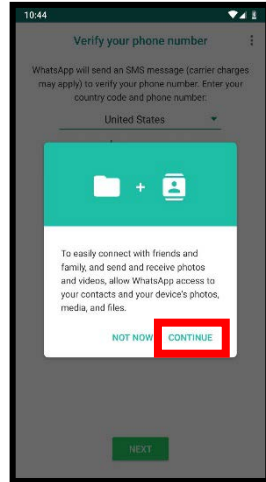 10:44
Verify your phone number
WhatsApp will send an SMS message (carrier charges
may apply) to verify your phone number. Enter your
country code and phone number:
United States
+
To easily connect with friends and
family, and send and receive photos
and videos, allow WhatsApp access to
your contacts and your device's photos,
media, and files.
NOT NOW CONTINUE
NEXT